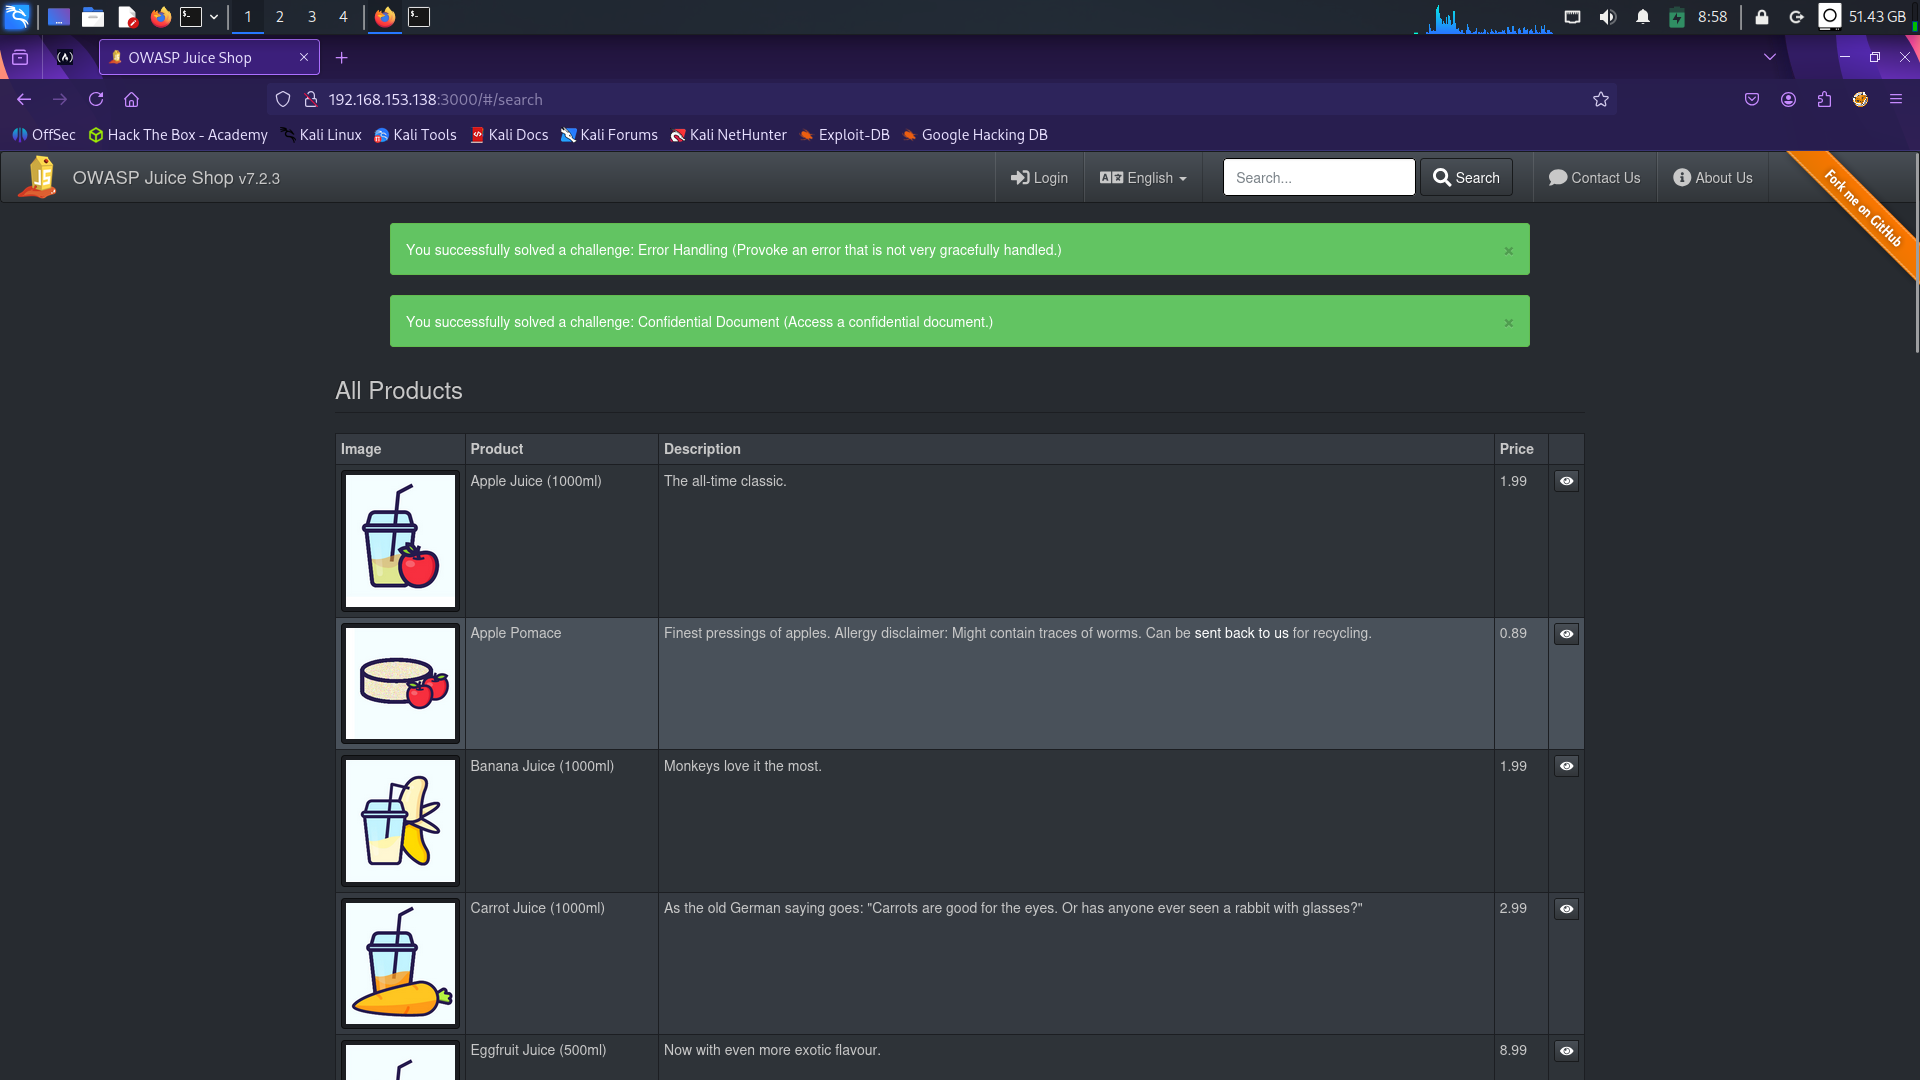 1 2 3 4 8:58 51.43 GB
OWASP Juice Shop
192.168.153.138:3000/#/search
OffSec Hack The Box - Academy Kali Linux Kali Tools Kali Docs Kali Forums Kali NetHunter Exploit-DB Google Hacking DB
JS OWASP Juice Shop v7.2.3 Login English Search... Search Contact Us About Us
Fork me on GitHub
You successfully solved a challenge: Error Handling (Provoke an error that is not very gracefully handled.) ×
You successfully solved a challenge: Confidential Document (Access a confidential document.) ×
All Products
Image Product Description Price
Apple Juice (1000ml) The all-time classic. 1.99
Apple Pomace Finest pressings of apples. Allergy disclaimer: Might contain traces of worms. Can be sent back to us for recycling. 0.89
Banana Juice (1000ml) Monkeys love it the most. 1.99
Carrot Juice (1000ml) As the old German saying goes: "Carrots are good for the eyes. Or has anyone ever seen a rabbit with glasses?" 2.99
Eggfruit Juice (500ml) Now with even more exotic flavour. 8.99